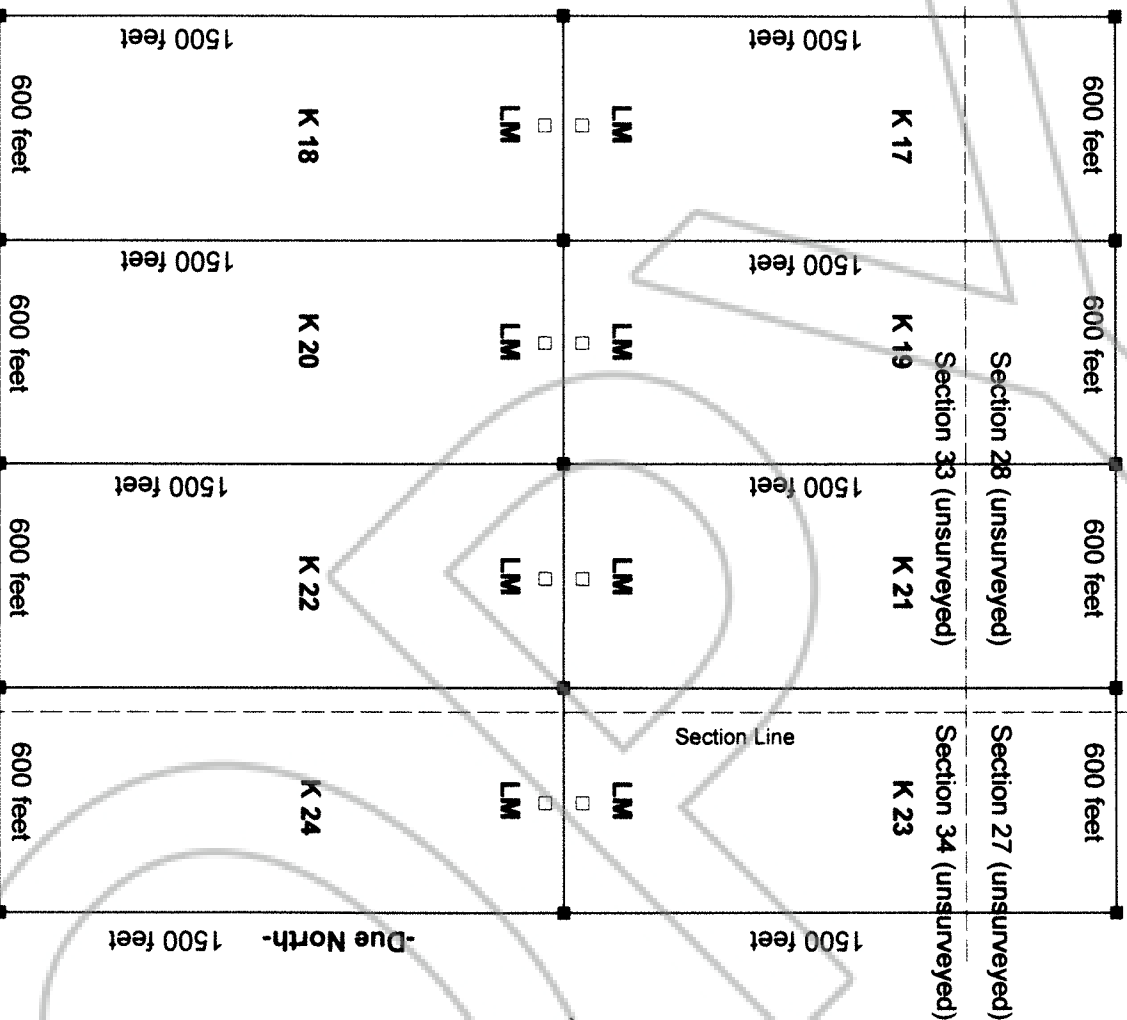 600 feet
600 feet
600 feet
600 feet
Section 28 (unsurveyed)
Section 27 (unsurveyed)
Section 33 (unsurveyed)
Section 34 (unsurveyed)
K 17
K 19
K 21
K 23
1500 feet
1500 feet
1500 feet
1500 feet
Section Line
LM
LM
LM
LM
LM
LM
LM
LM
-Due North-
K 18
K 20
K 22
K 24
1500 feet
1500 feet
1500 feet
1500 feet
600 feet
600 feet
600 feet
600 feet